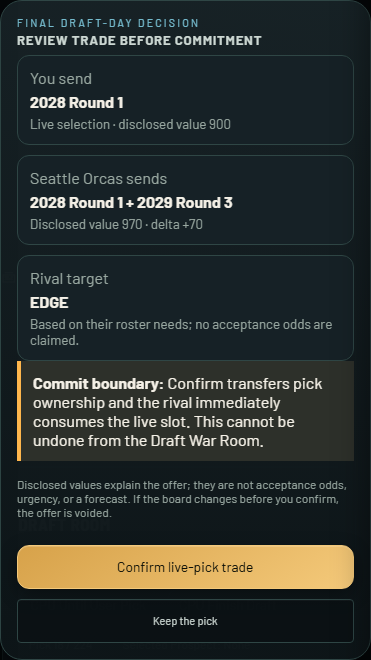 FINAL DRAFT-DAY DECISION
REVIEW TRADE BEFORE COMMITMENT
You send
2028 Round 1
Live selection · disclosed value 900
Seattle Orcas sends
2028 Round 1 + 2029 Round 3
Disclosed value 970 · delta +70
Rival target
EDGE
Based on their roster needs; no acceptance odds are
claimed.
Commit boundary: Confirm transfers pick
ownership and the rival immediately
consumes the live slot. This cannot be
undone from the Draft War Room.
Disclosed values explain the offer; they are not acceptance odds,
urgency, or a forecast. If the board changes before you confirm,
the offer is voided.
Confirm live-pick trade
Keep the pick